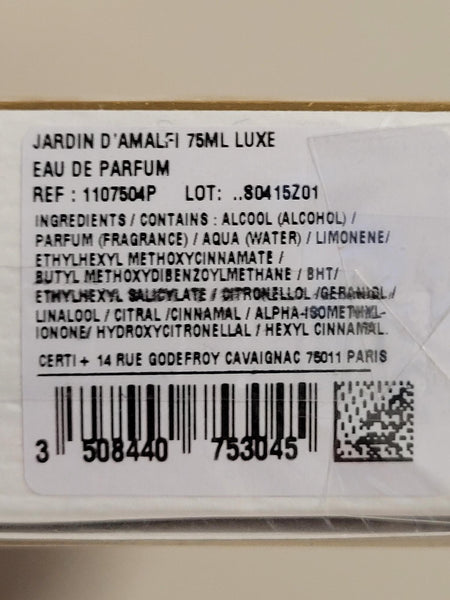 JARDIN D'AMALFI 75ML LUXE
EAU DE PARFUM
REF : 1107504P LOT: ..S0415Z01
INGREDIENTS / CONTAINS : ALCOOL (ALCOHOL) /
PARFUM (FRAGRANCE) / AQUA (WATER) / LIMONENE/
ETHYLHEXYL METHOXYCINNAMATE /
BUTYL METHOXYDIBENZOYLMETHANE / BHT/
ETHYLHEXYL SALICYLATE / CITRONELLOL /GERANIOL/
LINALOOL / CITRAL /CINNAMAL / ALPHA-ISOMETHYL-
IONONE/ HYDROXYCITRONELLAL / HEXYL CINNAMAL.
CERTI + 14 RUE GODEFROY CAVAIGNAC 75011 PARIS
3 508440 753045